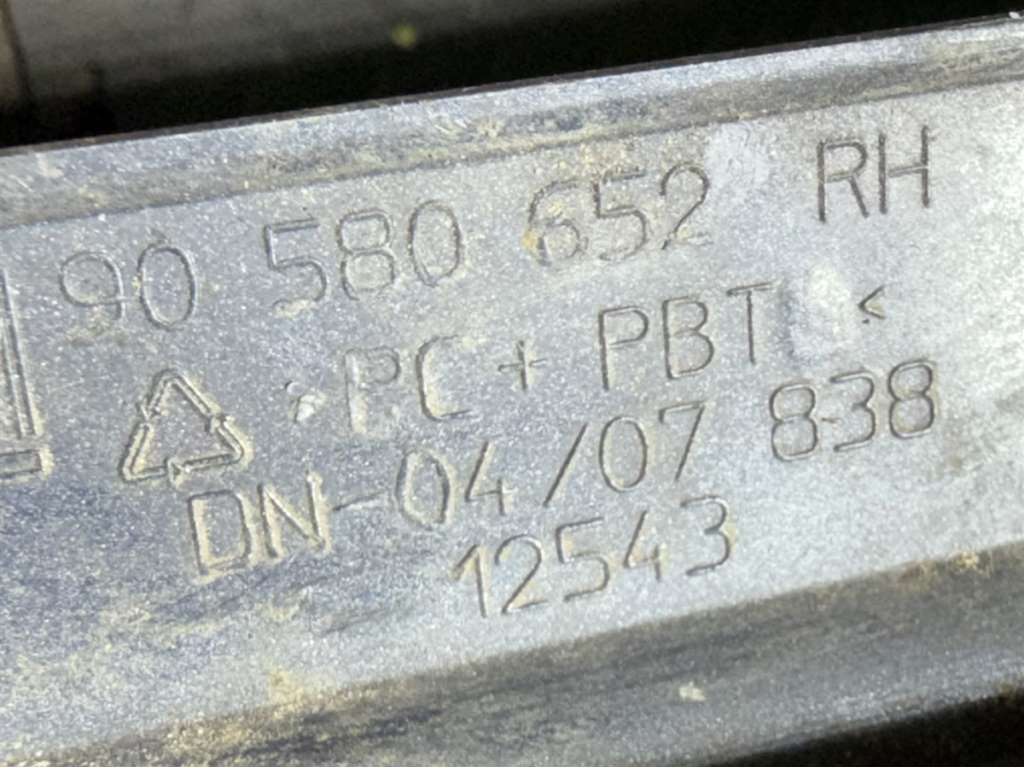 90 580 652 RH
>PC + PBT <
DN-04/07 838
12543